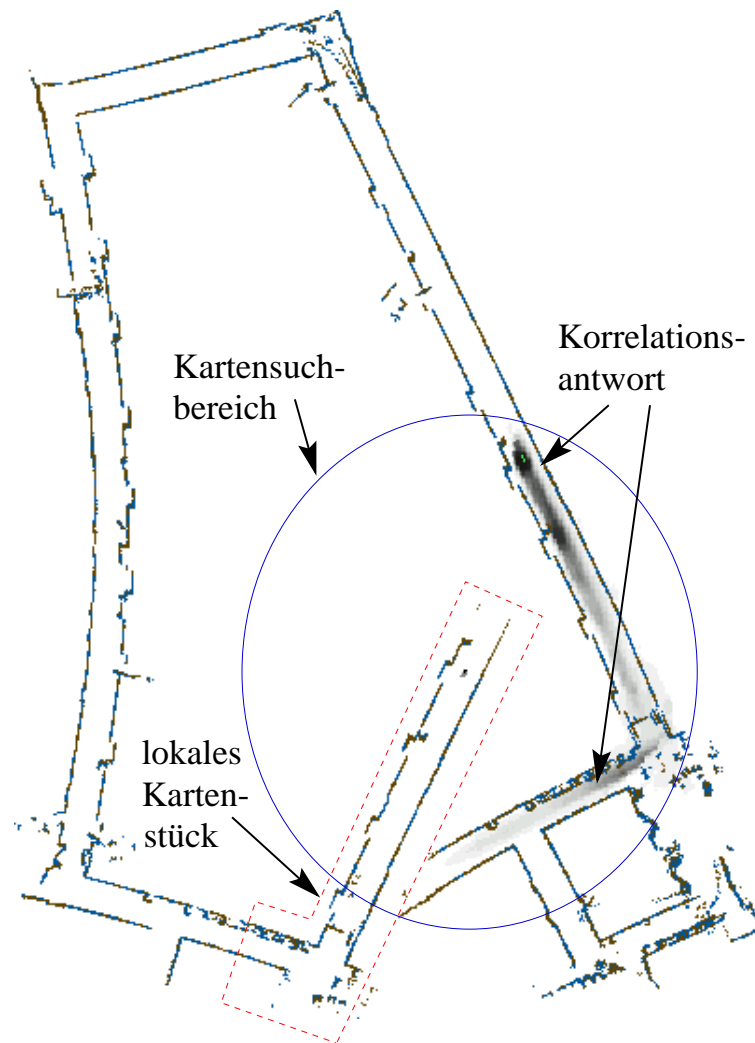 Kartensuch-
bereich
Korrelations-
antwort
lokales
Karten-
stück